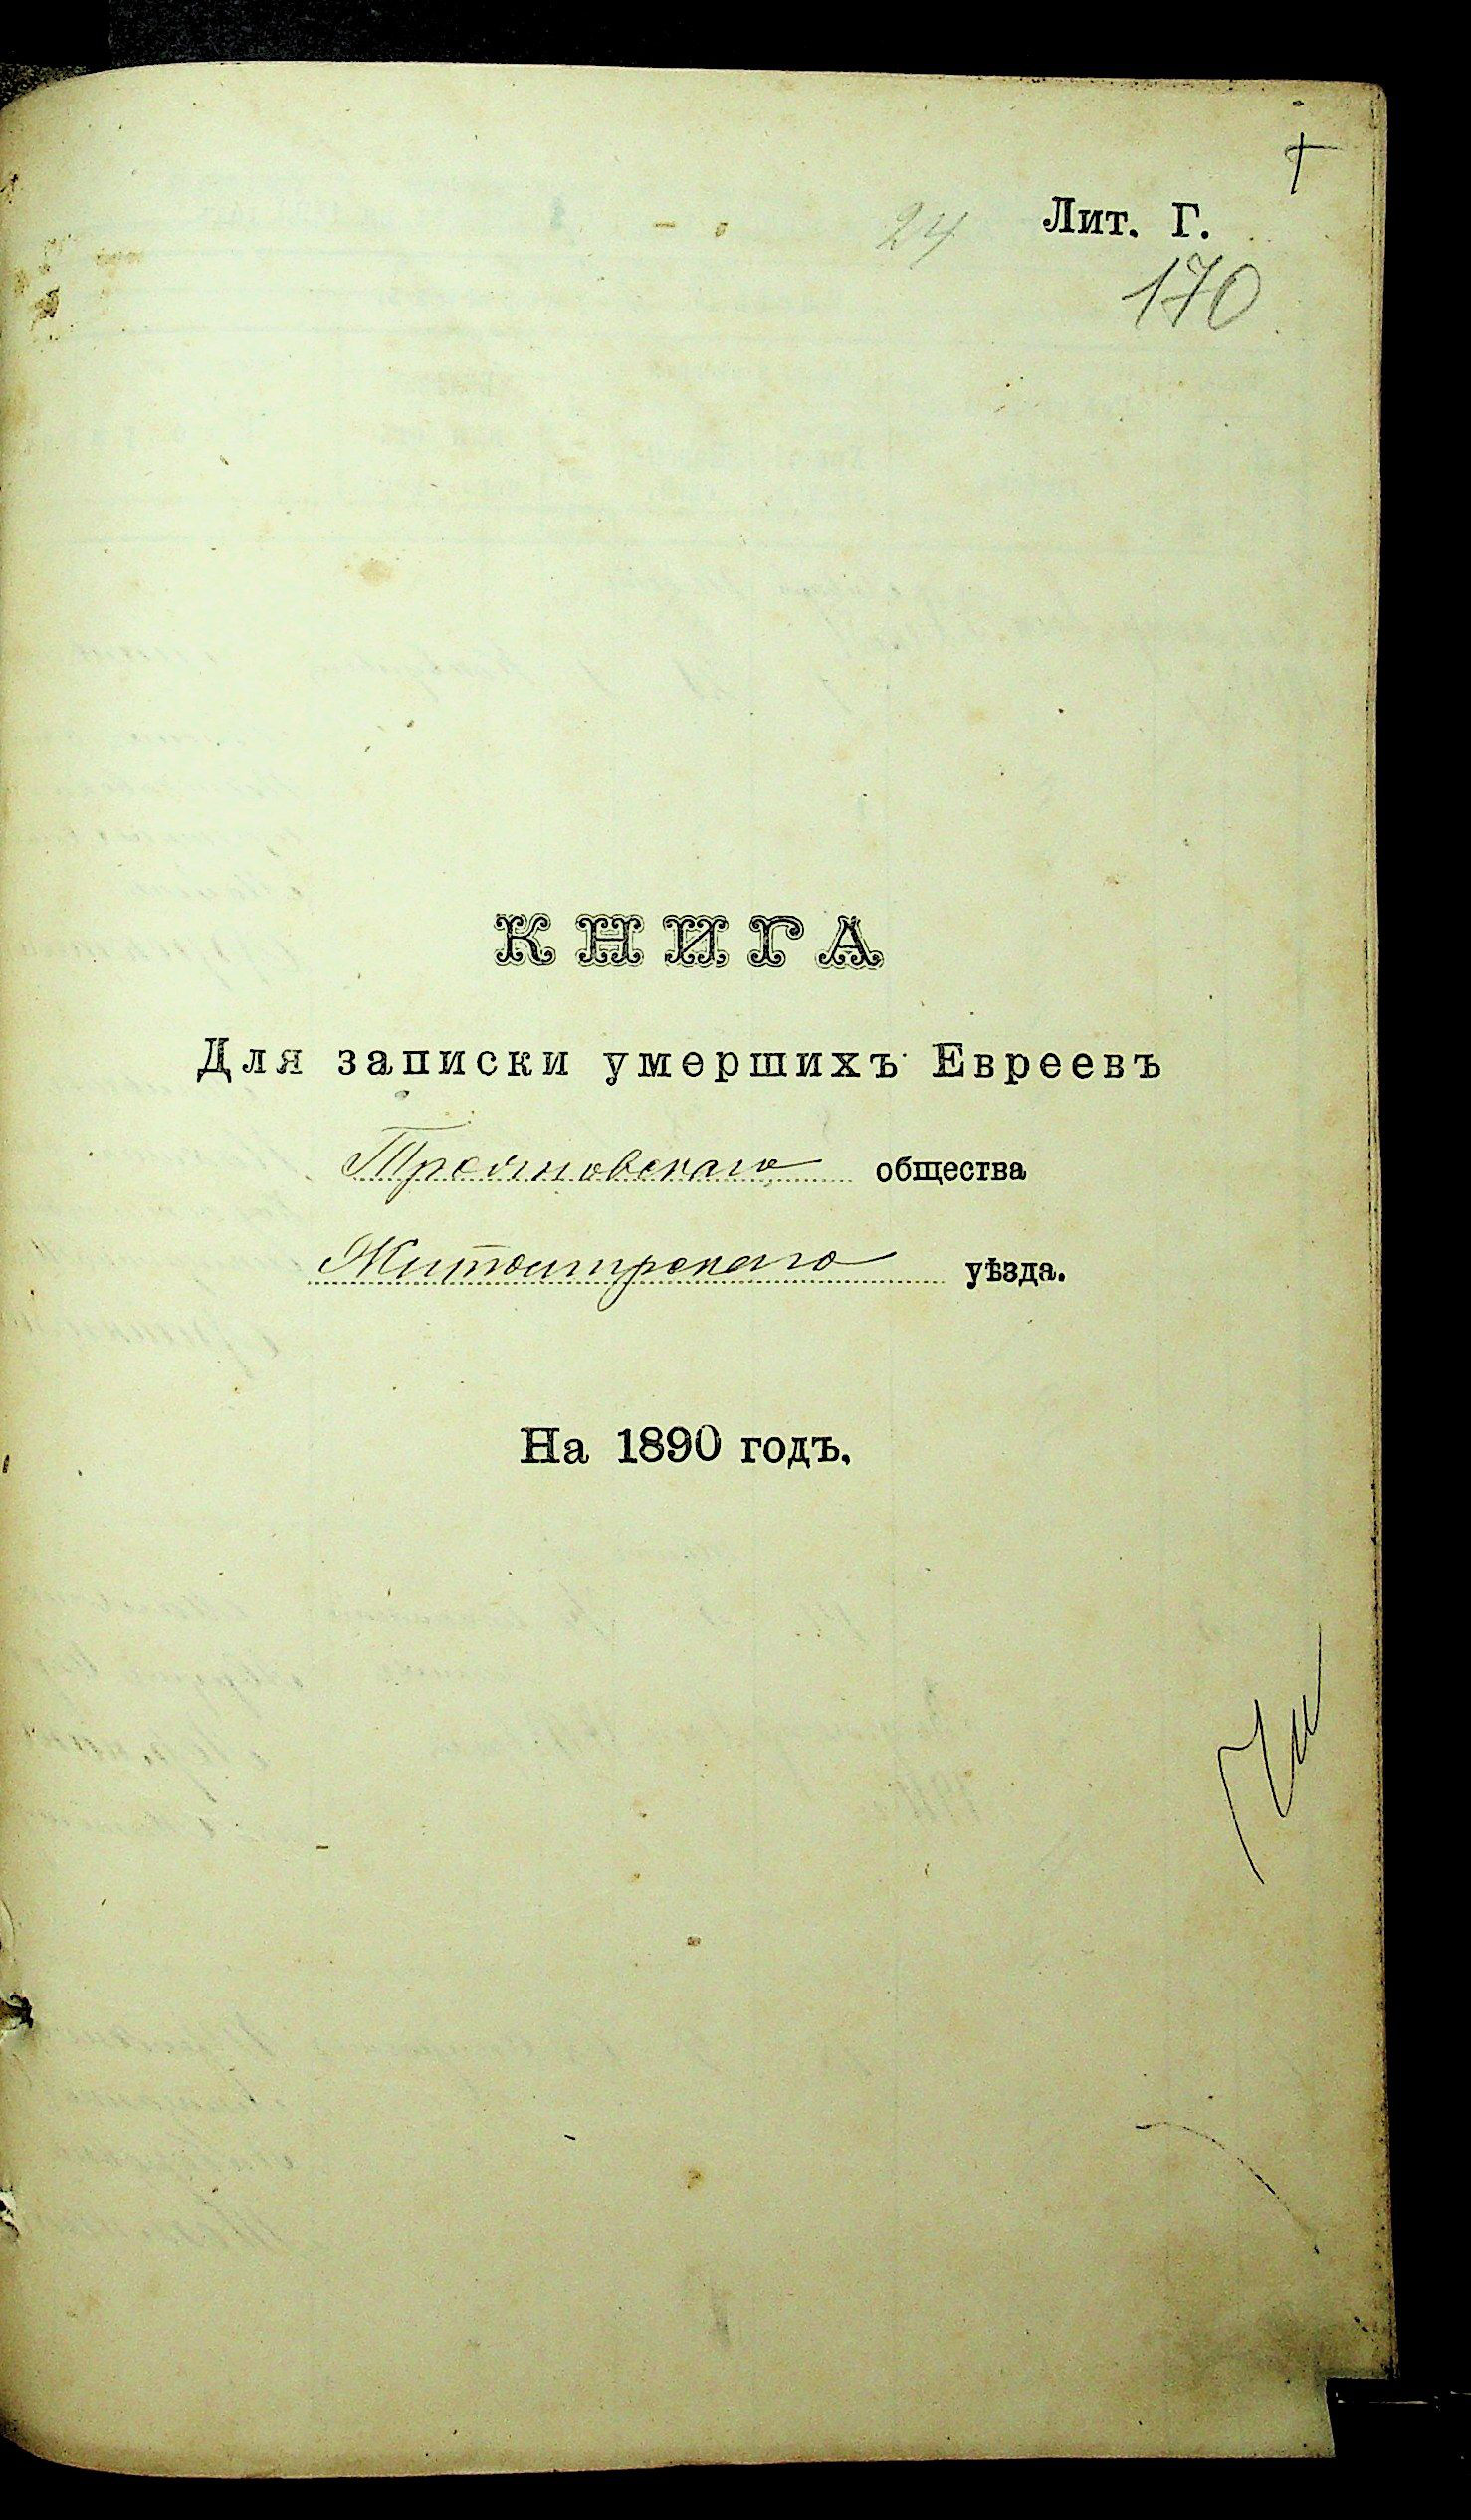 24 Лит. Г.
170
КНИГА
Для записки умершихъ Евреевъ
Трояновскаго общества
Житомирскаго уѣзда.
На 1890 годъ.